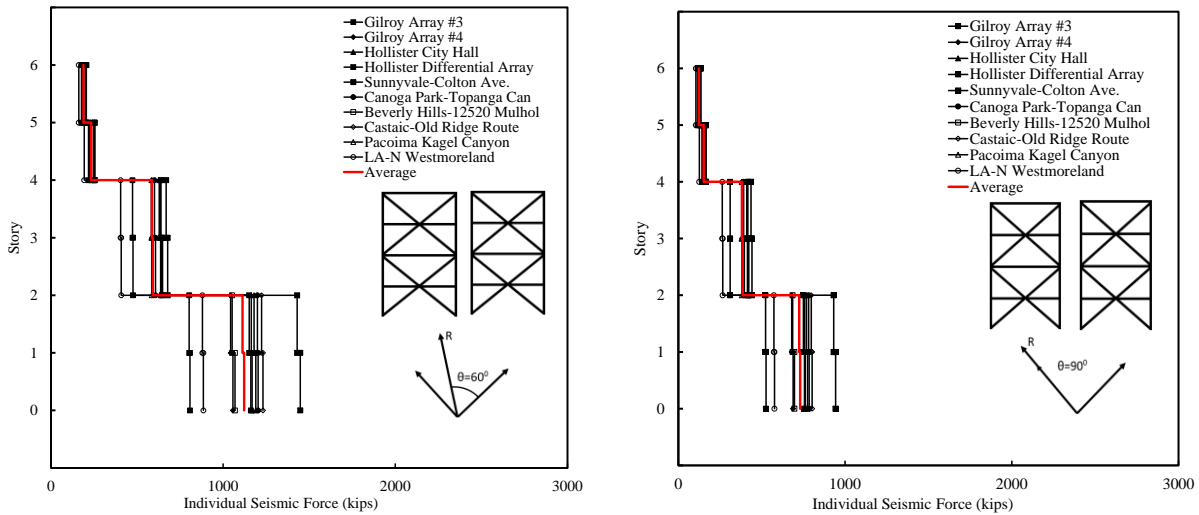 Gilroy Array #3
Gilroy Array #4
Hollister City Hall
Hollister Differential Array
Sunnyvale-Colton Ave.
Canoga Park-Topanga Can
Beverly Hills-12520 Mulhol
Castaic-Old Ridge Route
Pacoima Kagel Canyon
LA-N Westmoreland
Average
6
5
4
3
2
1
0
Story
R
θ=60⁰
0
1000
2000
3000
Individual Seismic Force (kips)
Gilroy Array #3
Gilroy Array #4
Hollister City Hall
Hollister Differential Array
Sunnyvale-Colton Ave.
Canoga Park-Topanga Can
Beverly Hills-12520 Mulhol
Castaic-Old Ridge Route
Pacoima Kagel Canyon
LA-N Westmoreland
Average
6
5
4
3
2
1
0
Story
R
θ=90⁰
0
1000
2000
3000
Individual Seismic Force (kips)